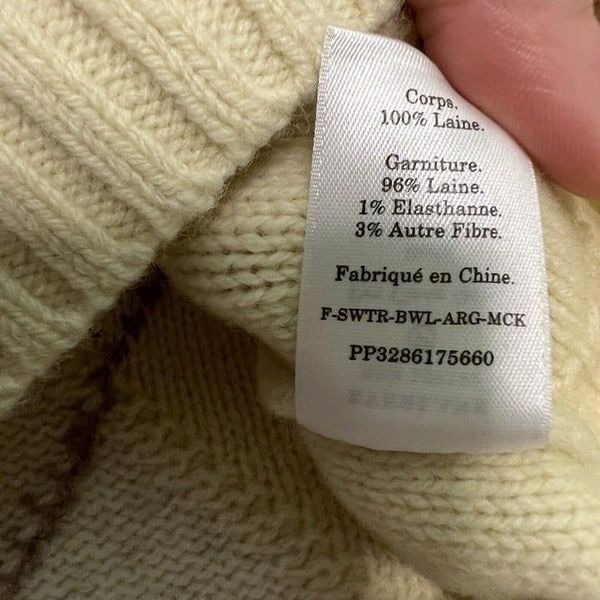 Corps.
100% Laine.
Garniture.
96% Laine.
1% Elasthanne.
3% Autre Fibre.
Fabriqué en Chine.
F-SWTR-BWL-ARG-MCK
PP3286175660